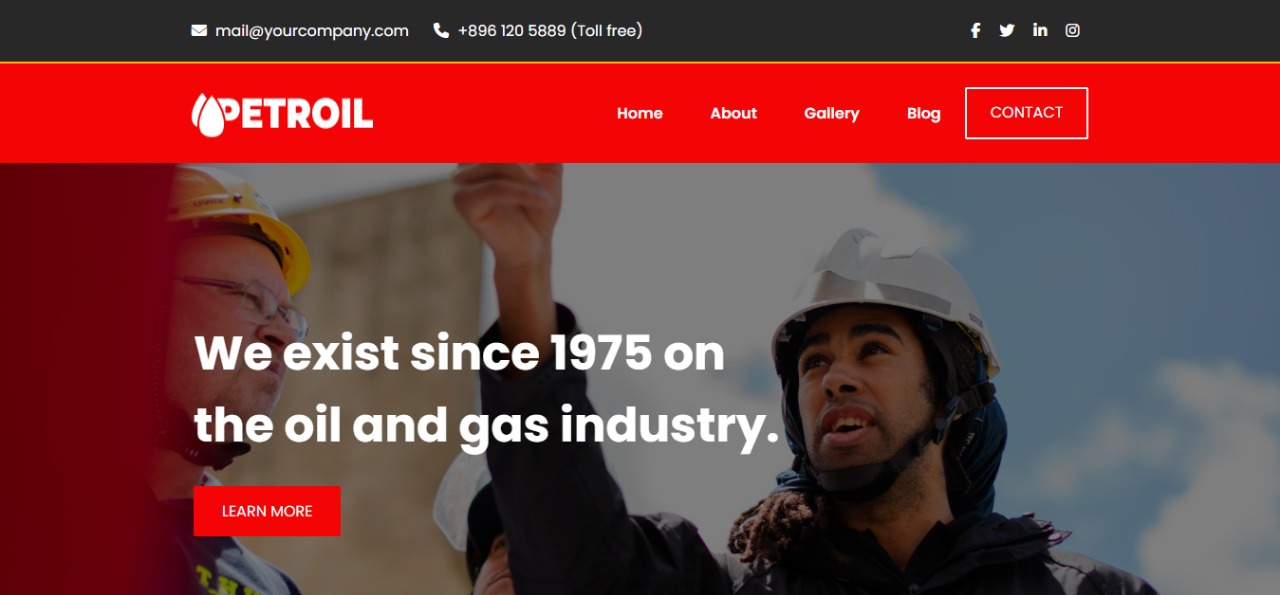 mail@yourcompany.com +896 120 5889 (Toll free)
PETROIL
Home About Gallery Blog CONTACT
uvex
We exist since 1975 on
the oil and gas industry.
LEARN MORE